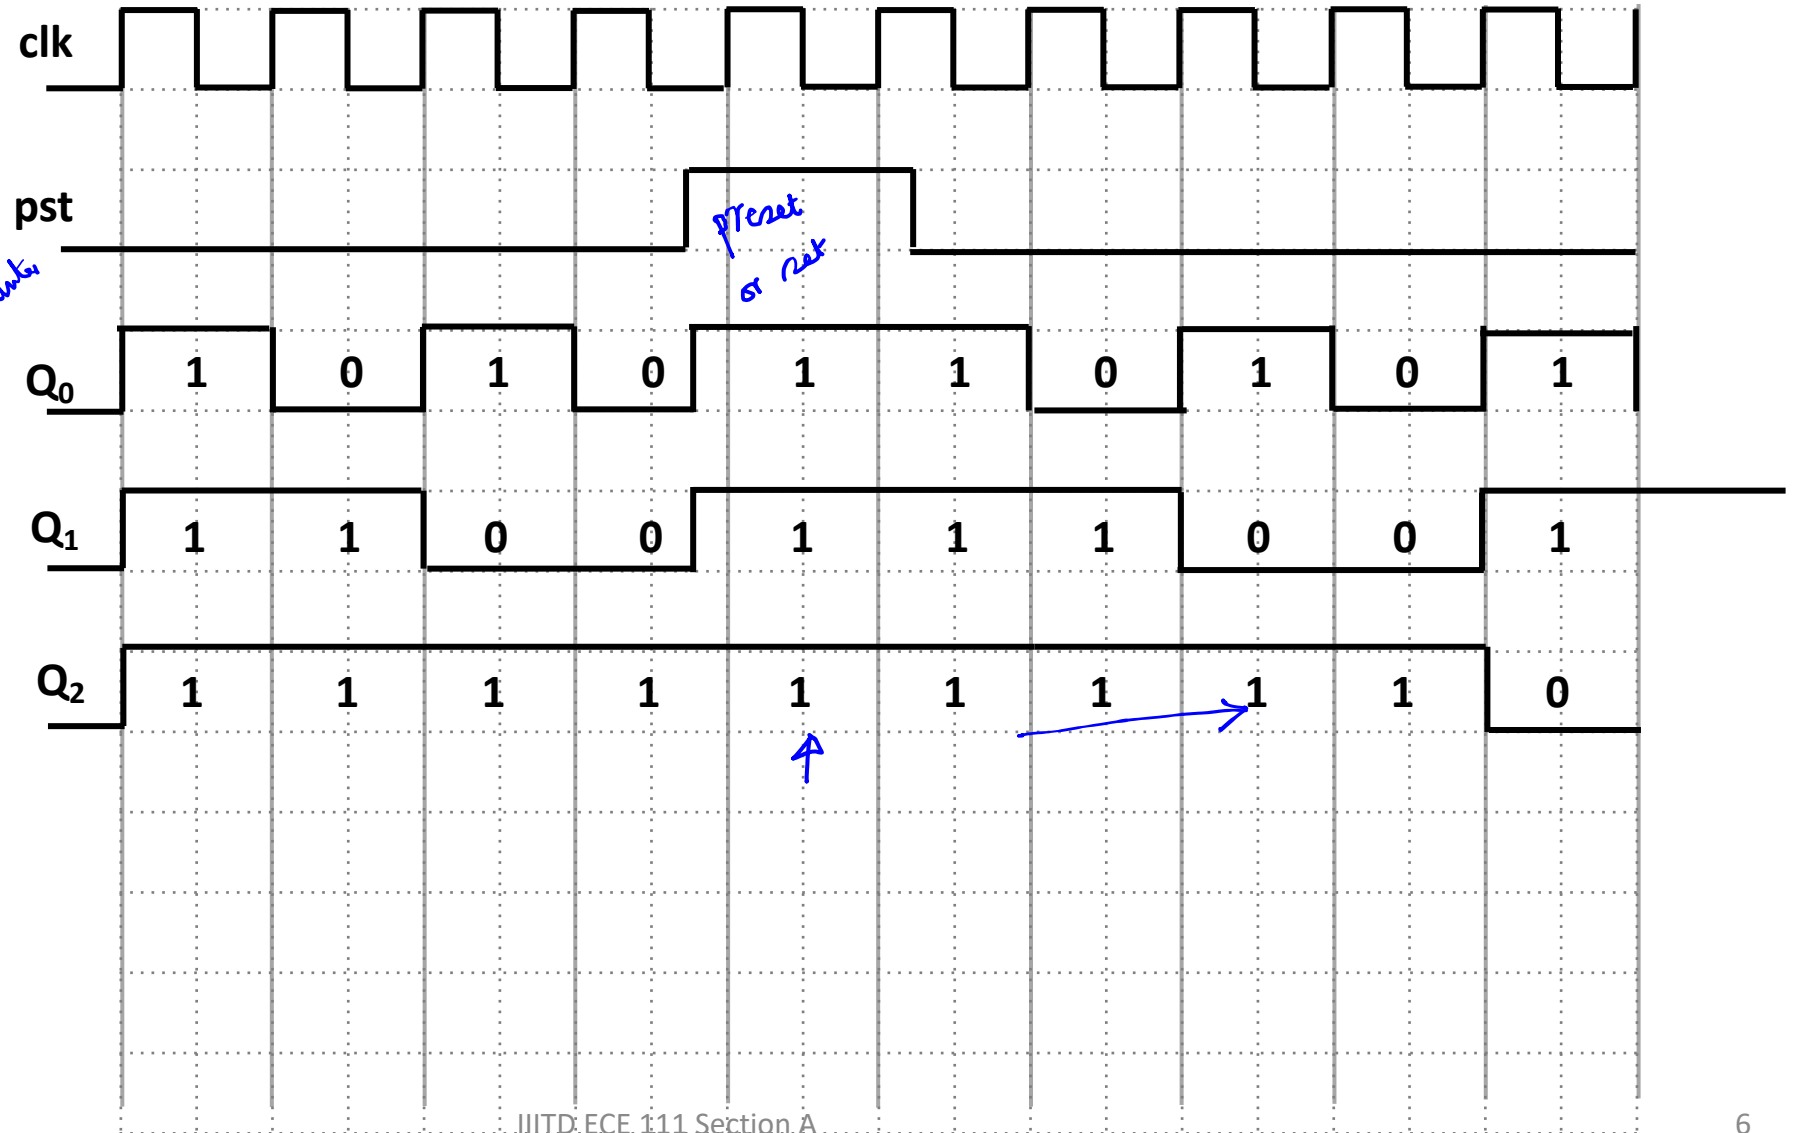 clk
pst
preset
or set
Q₀ 1 0 1 0 1 1 0 1 0 1
Q₁ 1 1 0 0 1 1 1 0 0 1
Q₂ 1 1 1 1 1 1 1 1 1 0
IIITD ECE 111 Section A
6